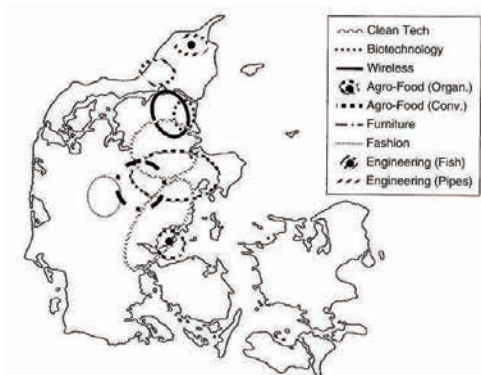 Clean Tech
Biotechnology
Wireless
Agro-Food (Organ.)
Agro-Food (Conv.)
Furniture
Fashion
Engineering (Fish)
Engineering (Pipes)